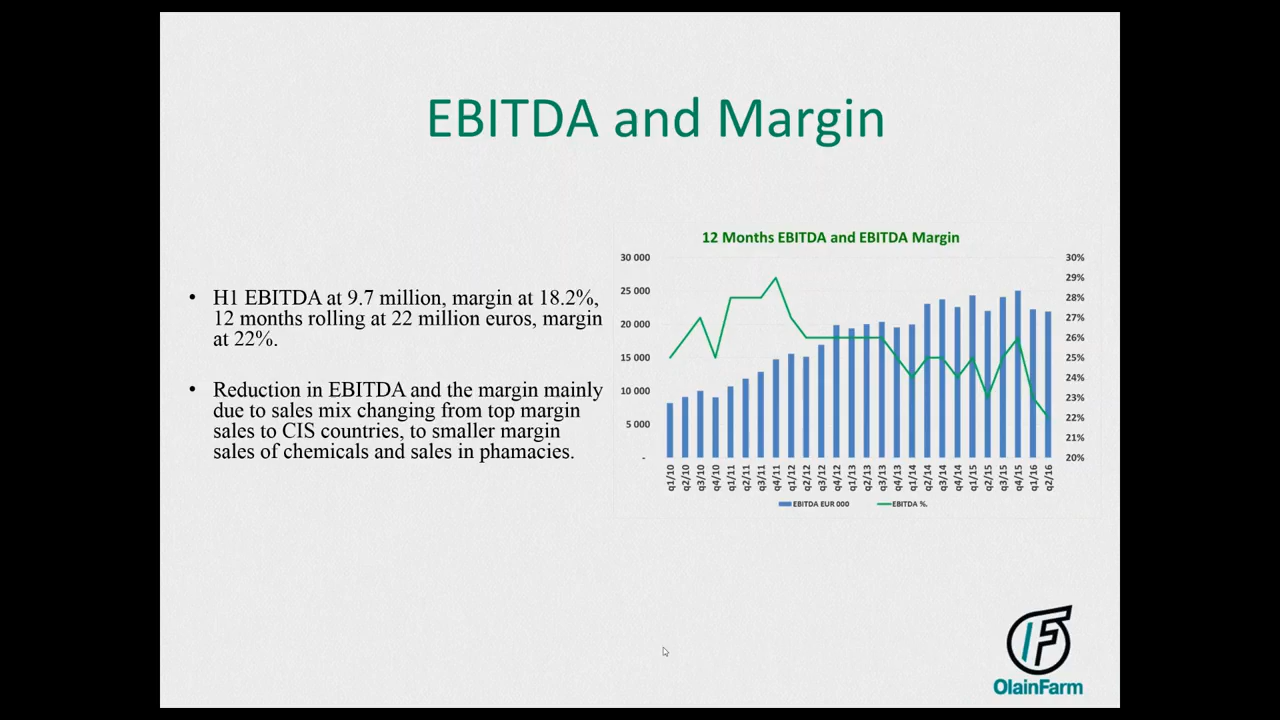 EBITDA and Margin
• H1 EBITDA at 9.7 million, margin at 18.2%,
12 months rolling at 22 million euros, margin
at 22%.
• Reduction in EBITDA and the margin mainly
due to sales mix changing from top margin
sales to CIS countries, to smaller margin
sales of chemicals and sales in phamacies.
12 Months EBITDA and EBITDA Margin
30 000
25 000
20 000
15 000
10 000
5 000
-
30%
29%
28%
27%
26%
25%
24%
23%
22%
21%
20%
q1/10
q2/10
q3/10
q4/10
q1/11
q2/11
q3/11
q4/11
q1/12
q2/12
q3/12
q4/12
q1/13
q2/13
q3/13
q4/13
q1/14
q2/14
q3/14
q4/14
q1/15
q2/15
q3/15
q4/15
q1/16
q2/16
EBITDA EUR 000
EBITDA %.
OlainFarm